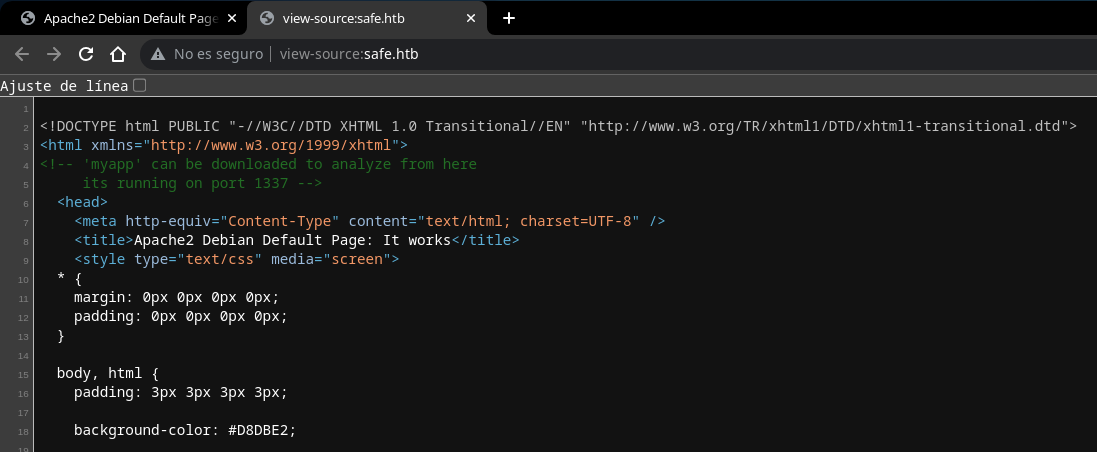 Apache2 Debian Default Page
view-source:safe.htb
No es seguro | view-source:safe.htb
Ajuste de línea
1
2 <!DOCTYPE html PUBLIC "-//W3C//DTD XHTML 1.0 Transitional//EN" "http://www.w3.org/TR/xhtml1/DTD/xhtml1-transitional.dtd">
3 <html xmlns="http://www.w3.org/1999/xhtml">
4 <!-- 'myapp' can be downloaded to analyze from here
5      its running on port 1337 -->
6   <head>
7     <meta http-equiv="Content-Type" content="text/html; charset=UTF-8" />
8     <title>Apache2 Debian Default Page: It works</title>
9     <style type="text/css" media="screen">
10   * {
11     margin: 0px 0px 0px 0px;
12     padding: 0px 0px 0px 0px;
13   }
14
15   body, html {
16     padding: 3px 3px 3px 3px;
17
18     background-color: #D8DBE2;
19